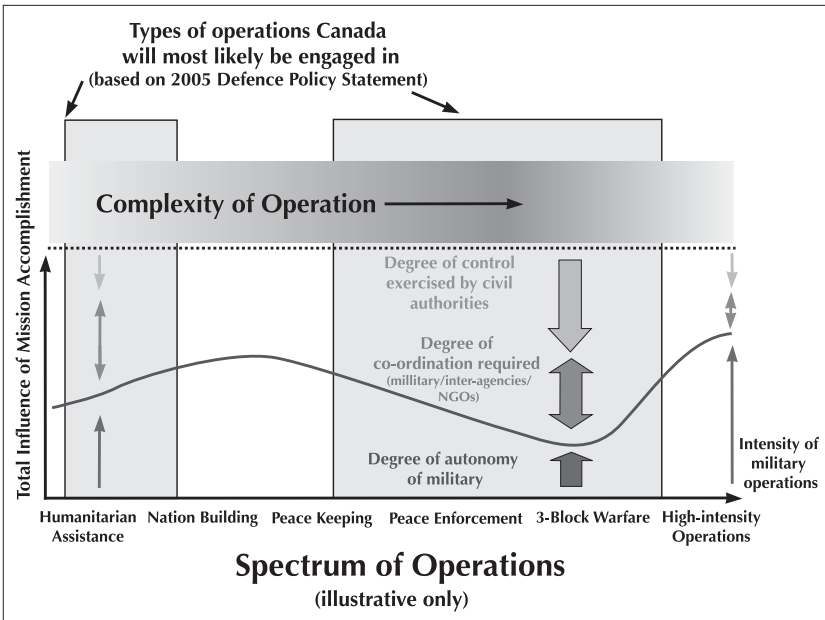 Types of operations Canada
will most likely be engaged in
(based on 2005 Defence Policy Statement)
Total Influence of Mission Accomplishment
Complexity of Operation
Degree of control
exercised by civil
authorities
Degree of
co-ordination required
(millitary/inter-agencies/
NGOs)
Degree of autonomy
of military
Intensity of
military
operations
Humanitarian
Assistance
Nation Building
Peace Keeping
Peace Enforcement
3-Block Warfare
High-intensity
Operations
Spectrum of Operations
(illustrative only)